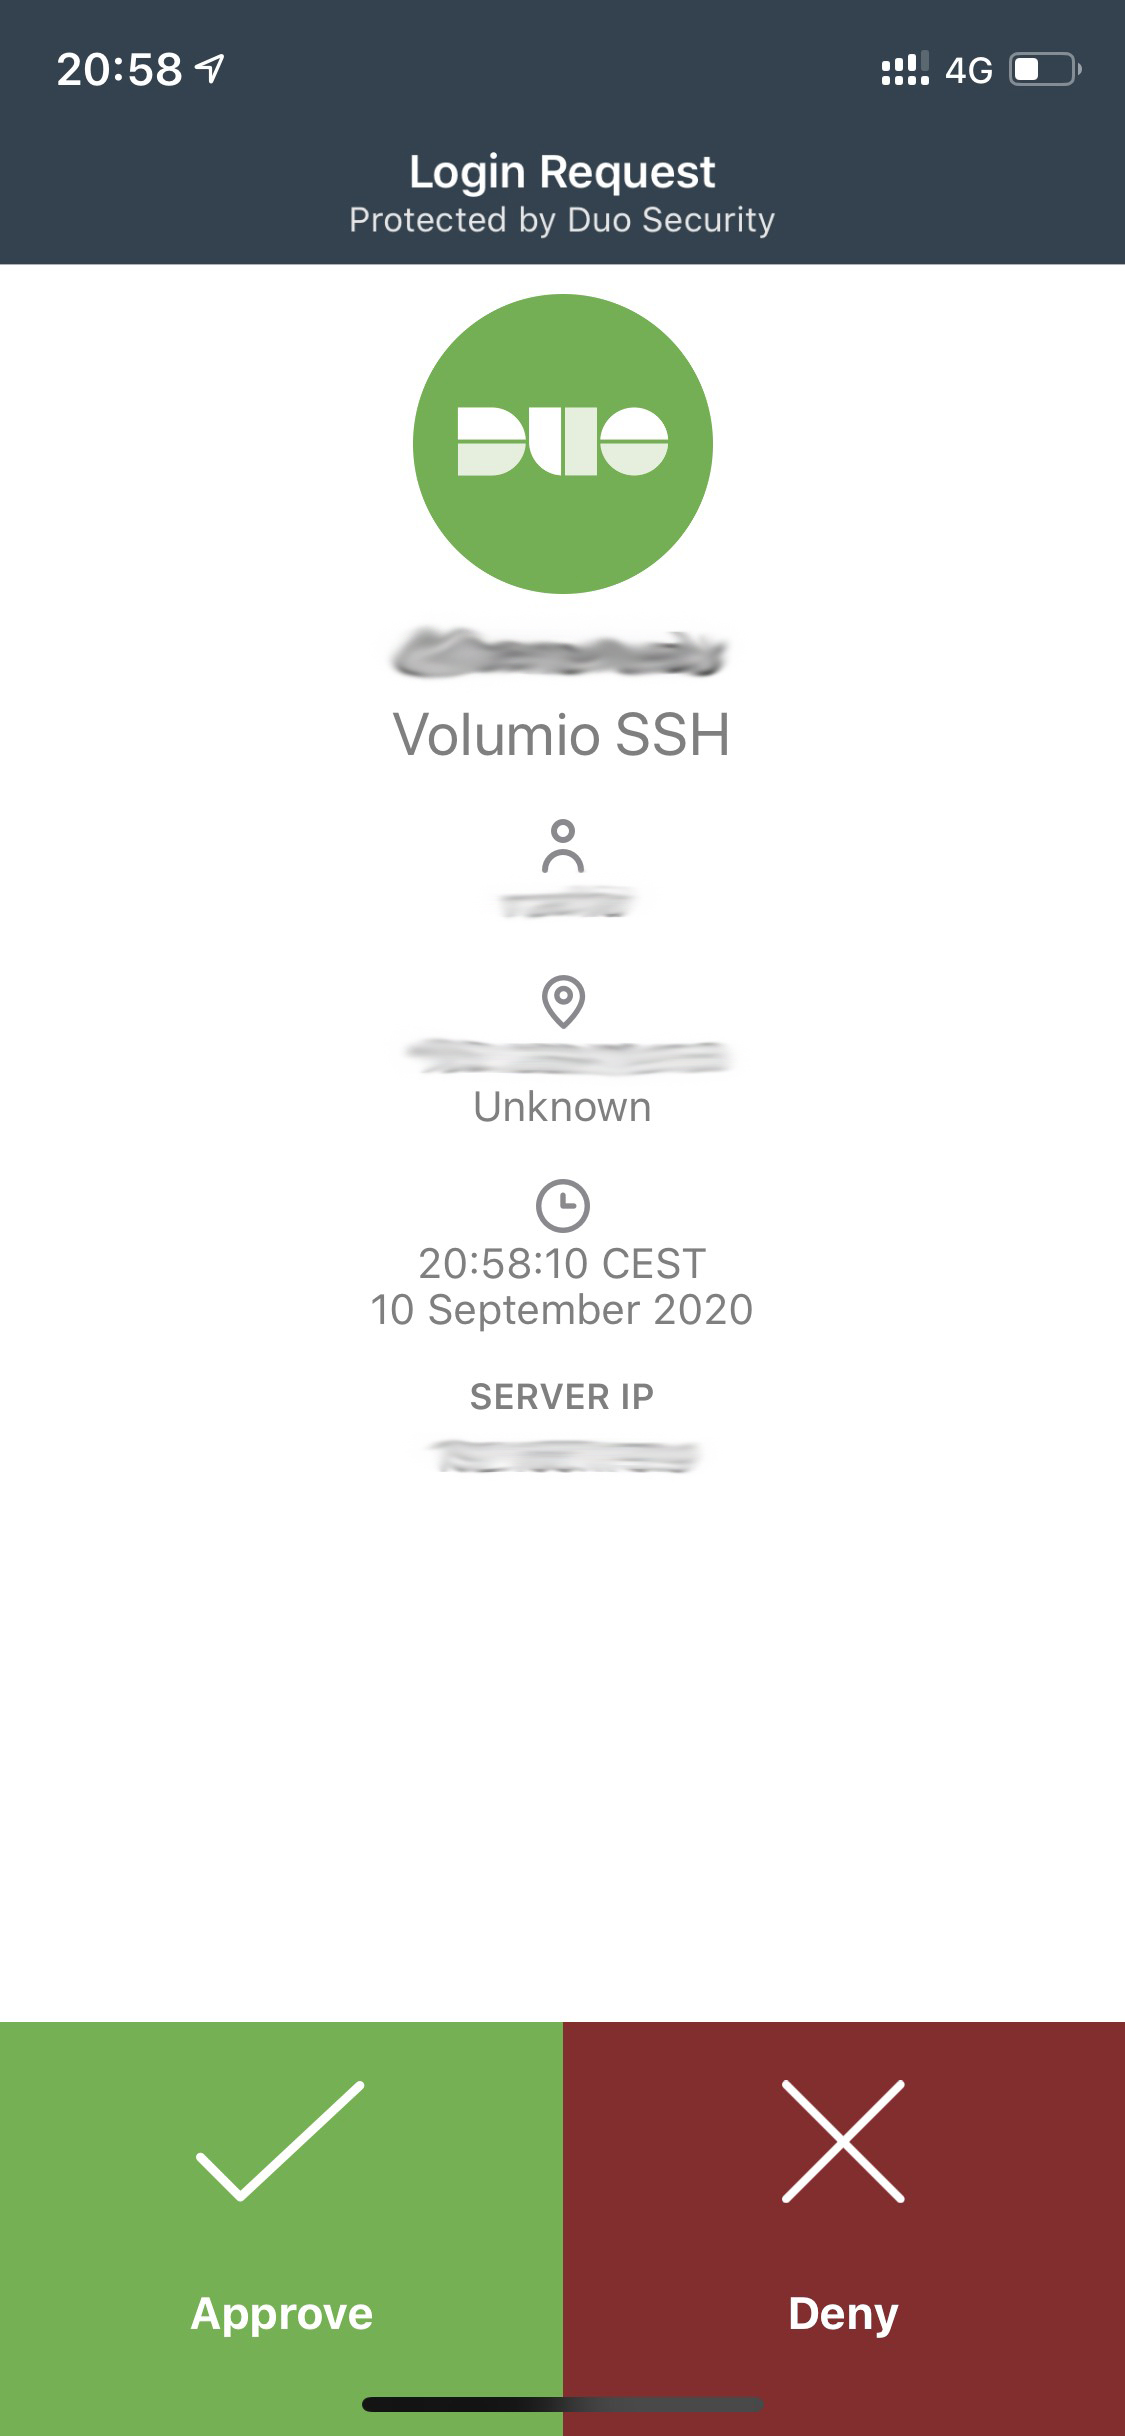 20:58
4G
Login Request
Protected by Duo Security
DUO
Volumio SSH
Unknown
20:58:10 CEST
10 September 2020
SERVER IP
Approve
Deny